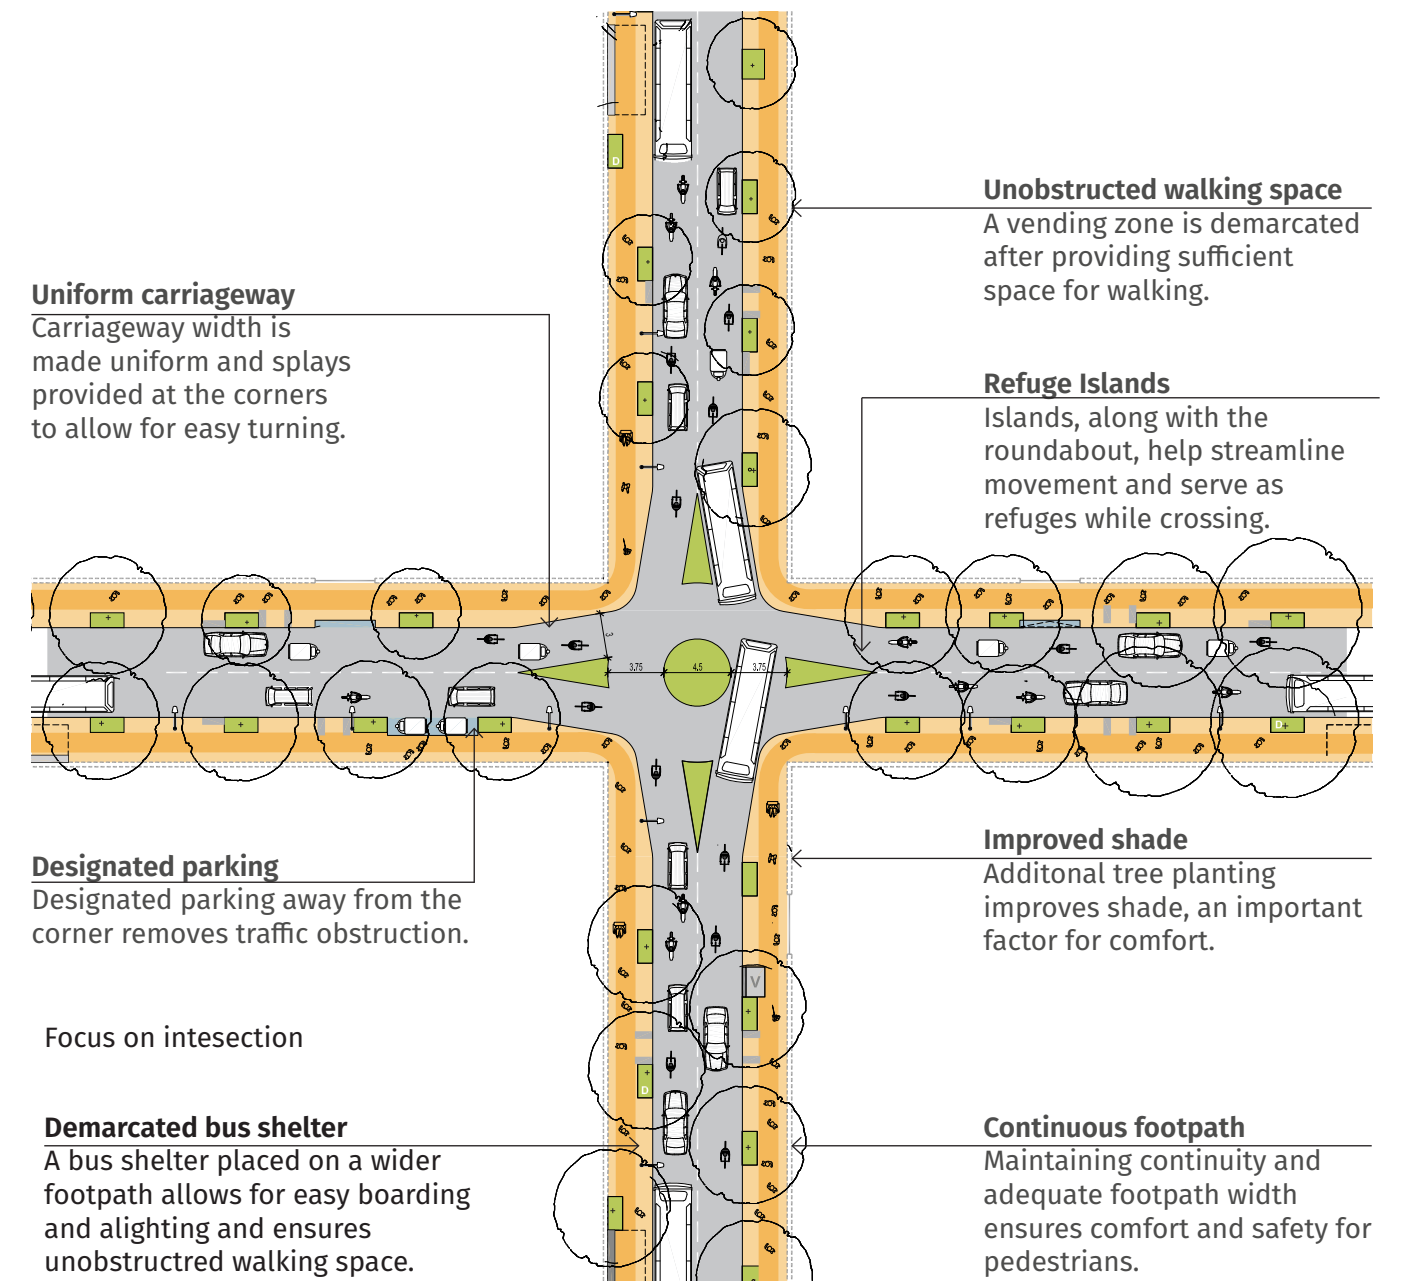 D
Unobstructed walking space
A vending zone is demarcated
after providing sufficient
space for walking.
Uniform carriageway
Carriageway width is
made uniform and splays
provided at the corners
to allow for easy turning.
Refuge Islands
Islands, along with the
roundabout, help streamline
movement and serve as
refuges while crossing.
3
3.75
4.5
3.75
D
Designated parking
Designated parking away from the
corner removes traffic obstruction.
Improved shade
Additonal tree planting
improves shade, an important
factor for comfort.
V
Focus on intesection
D
Demarcated bus shelter
A bus shelter placed on a wider
footpath allows for easy boarding
and alighting and ensures
unobstructred walking space.
Continuous footpath
Maintaining continuity and
adequate footpath width
ensures comfort and safety for
pedestrians.